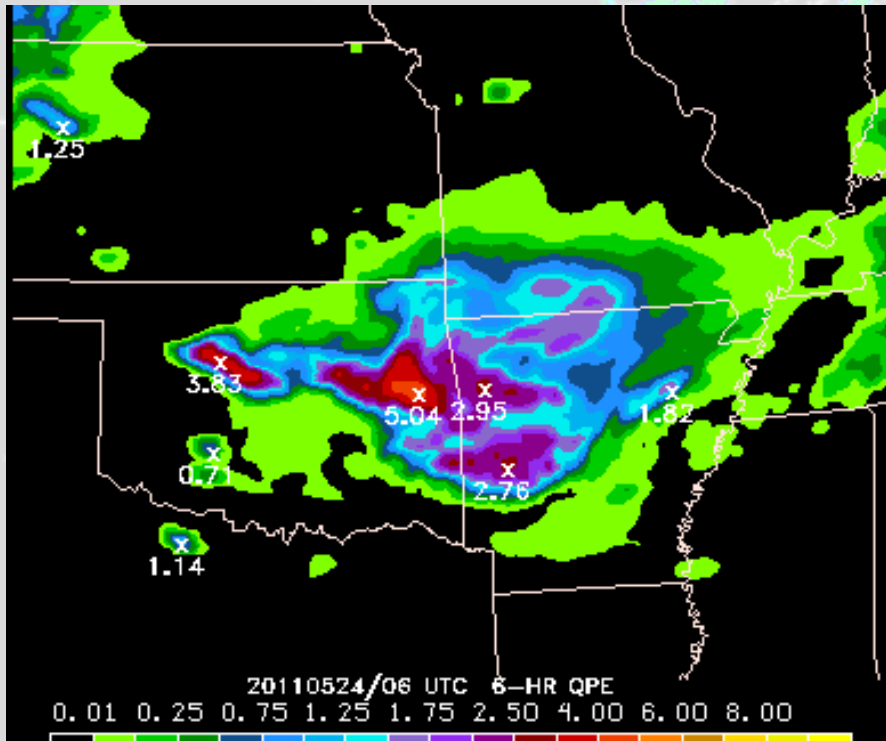 x
1.25
x
3.83
x
5.04
x
2.95
x
1.82
x
0.71
x
2.76
x
1.14
20110524/06 UTC 6-HR QPE
0.01 0.25 0.75 1.25 1.75 2.50 4.00 6.00 8.00